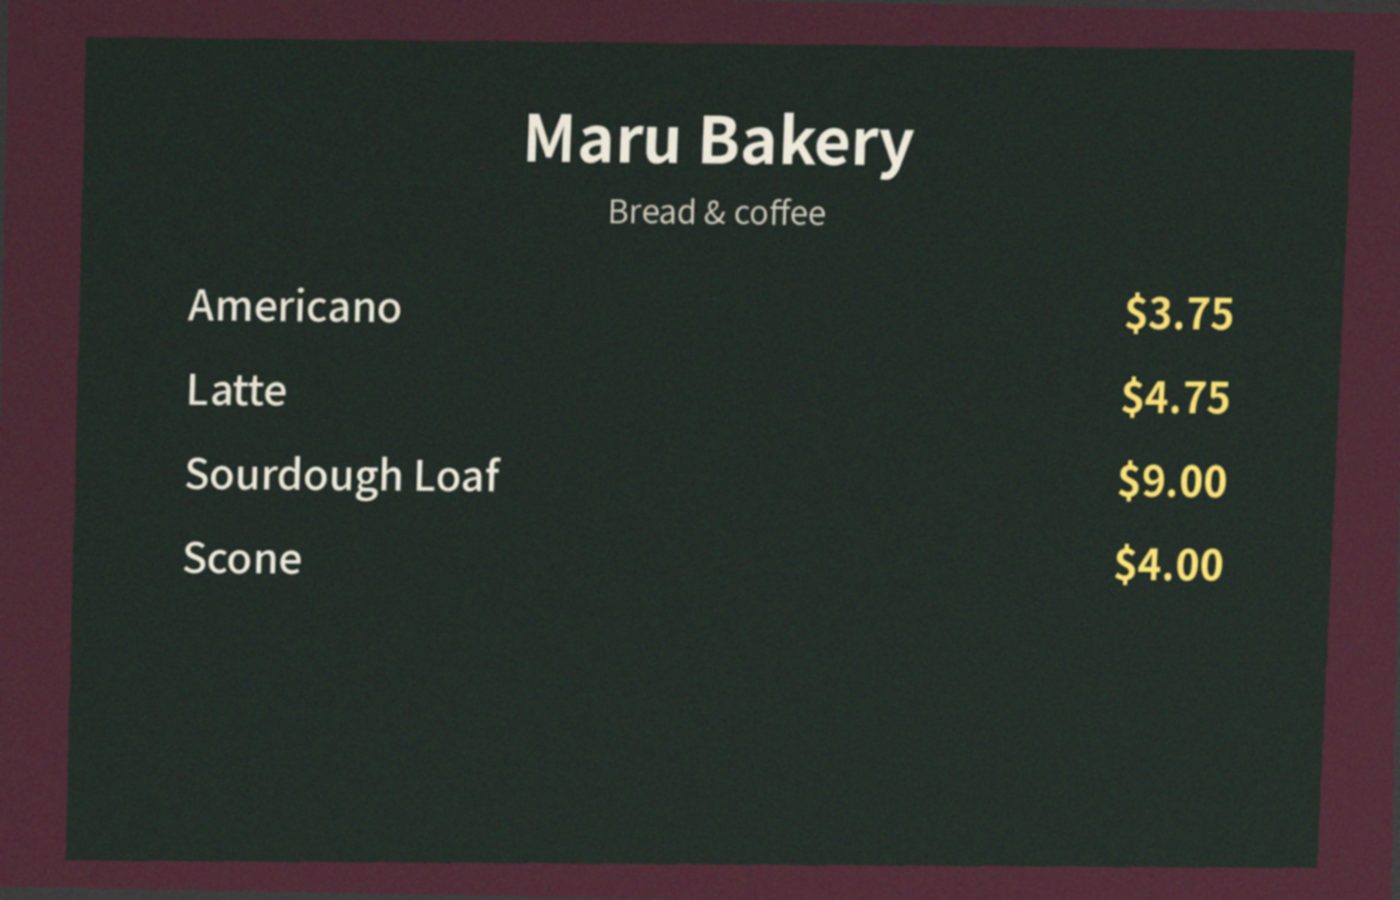 Maru Bakery
Bread & coffee
Americano $3.75
Latte $4.75
Sourdough Loaf $9.00
Scone $4.00